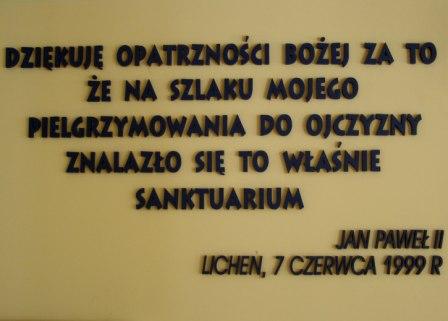 DZIĘKUJĘ OPATRZNOŚCI BOŻEJ ZA TO
ŻE NA SZLAKU MOJEGO
PIELGRZYMOWANIA DO OJCZYZNY
ZNALAZŁO SIĘ TO WŁAŚNIE
SANKTUARIUM
JAN PAWEŁ II
LICHEŃ, 7 CZERWCA 1999 R